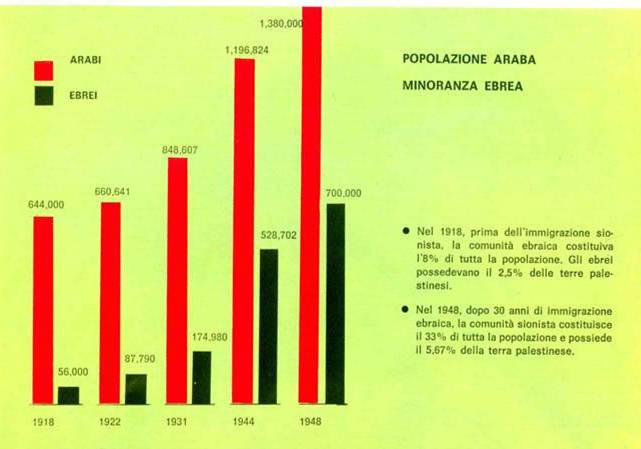 ARABI
EBREI
POPOLAZIONE ARABA
MINORANZA EBREA
644,000
56,000
1918
660,641
87,790
1922
848,607
174,980
1931
1,196,824
528,702
1944
1,380,000
700,000
1948
● Nel 1918, prima dell'immigrazione sio-
nista, la comunità ebraica costituiva
l'8% di tutta la popolazione. Gli ebrei
possedevano il 2,5% delle terre pale-
stinesi.
● Nel 1948, dopo 30 anni di immigrazione
ebraica, la comunità sionista costituisce
il 33% di tutta la popolazione e possiede
il 5,67% della terra palestinese.